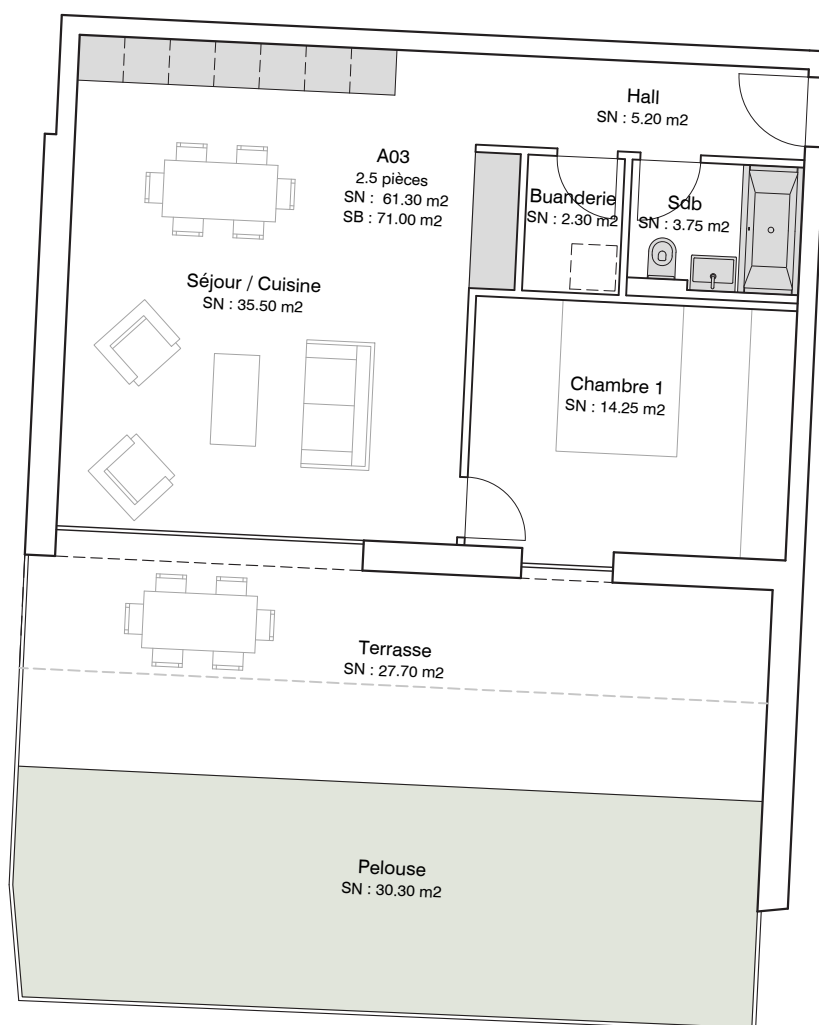 Hall
SN : 5.20 m2
A03
2.5 pièces
SN : 61.30 m2
SB : 71.00 m2
Buanderie
SN : 2.30 m2
Sdb
SN : 3.75 m2
Séjour / Cuisine
SN : 35.50 m2
Chambre 1
SN : 14.25 m2
Terrasse
SN : 27.70 m2
Pelouse
SN : 30.30 m2